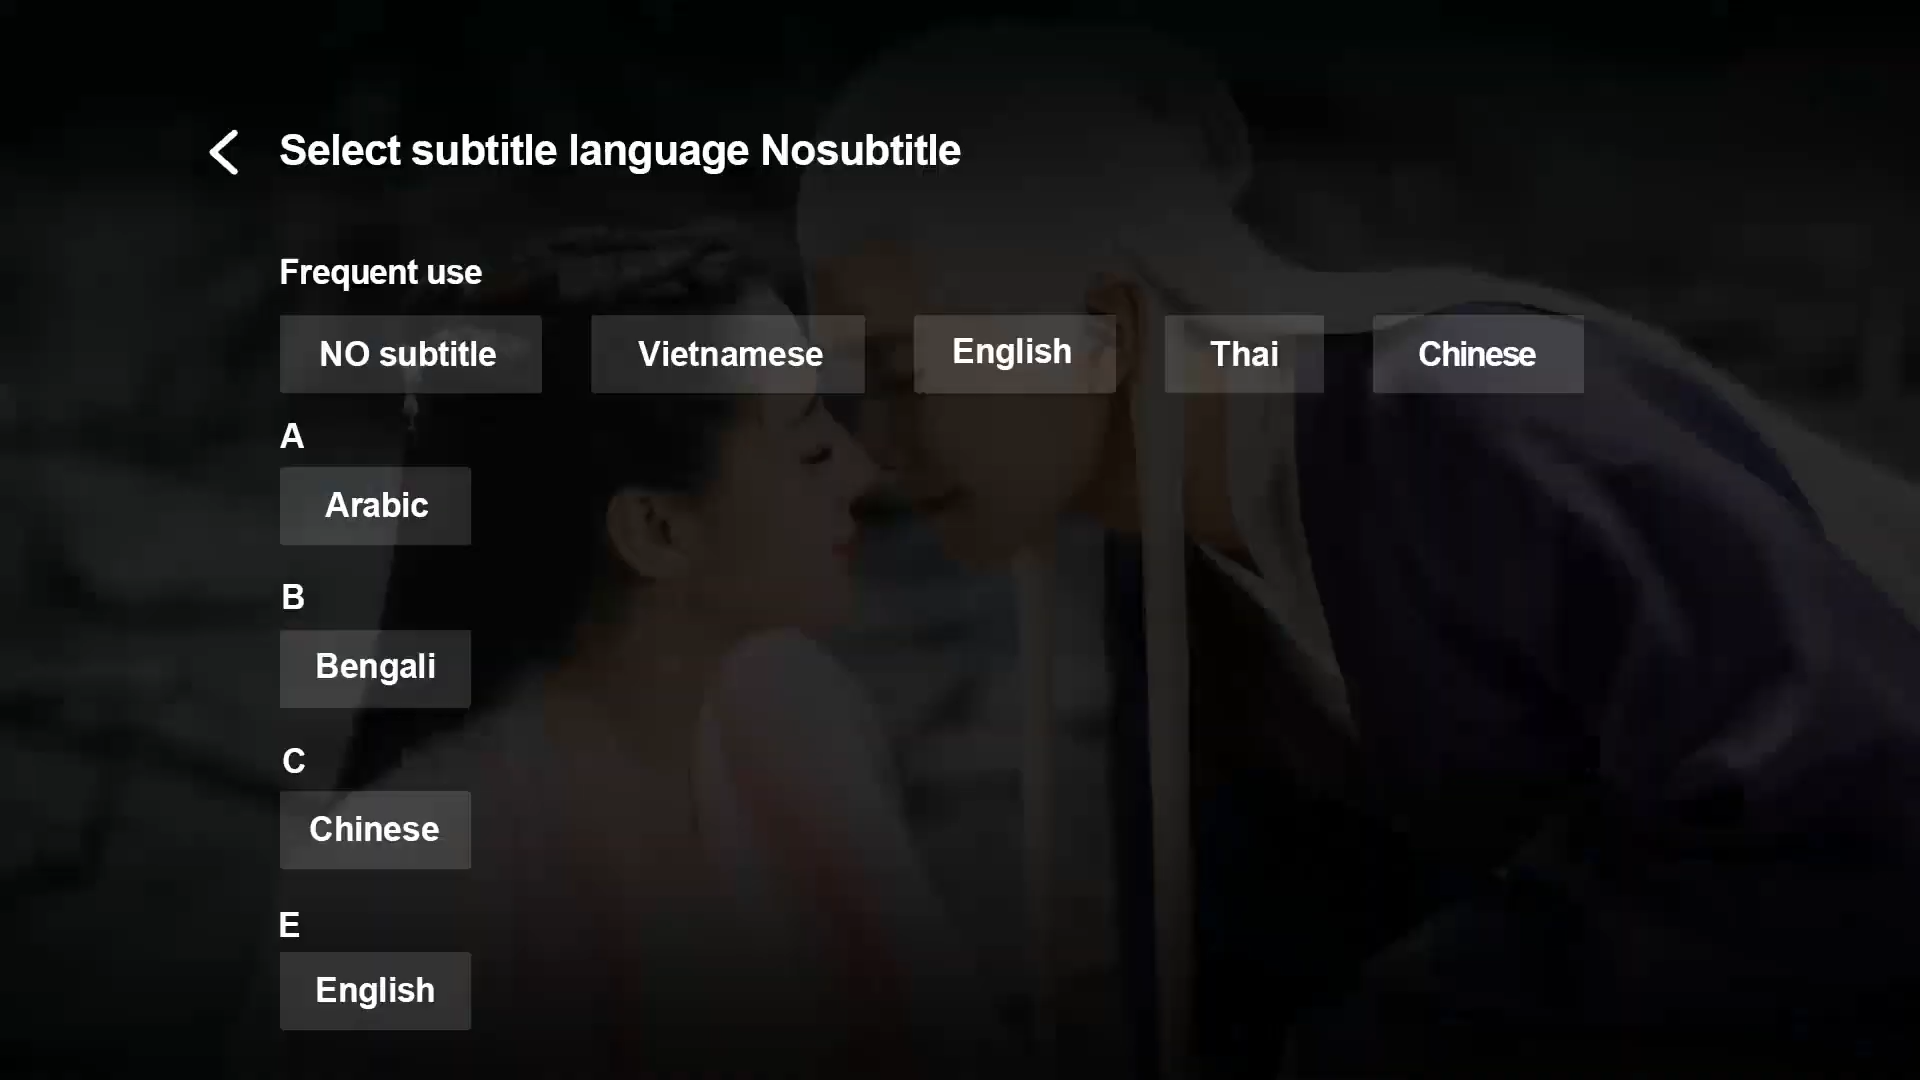 Select subtitle language Nosubtitle
Frequent use
NO subtitle Vietnamese English Thai Chinese
A
Arabic
B
Bengali
C
Chinese
E
English